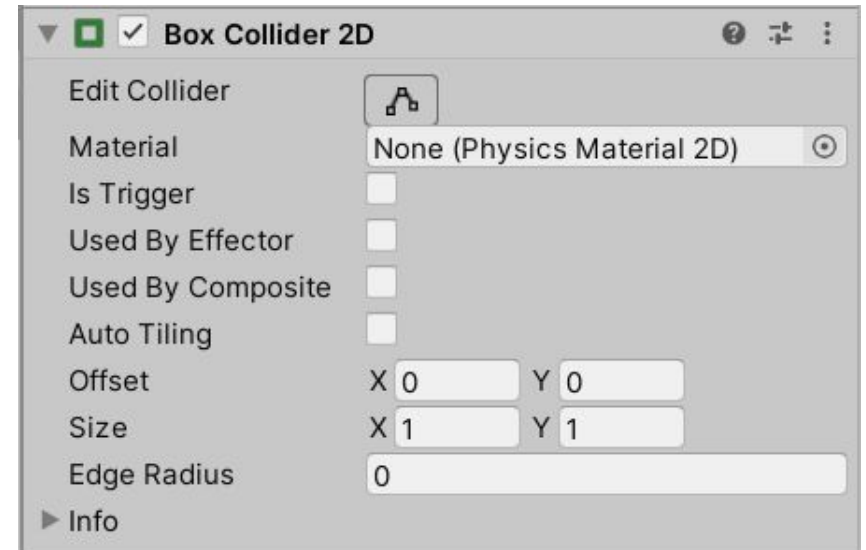 Box Collider 2D
Edit Collider
Material None (Physics Material 2D)
Is Trigger
Used By Effector
Used By Composite
Auto Tiling
Offset X 0 Y 0
Size X 1 Y 1
Edge Radius 0
Info